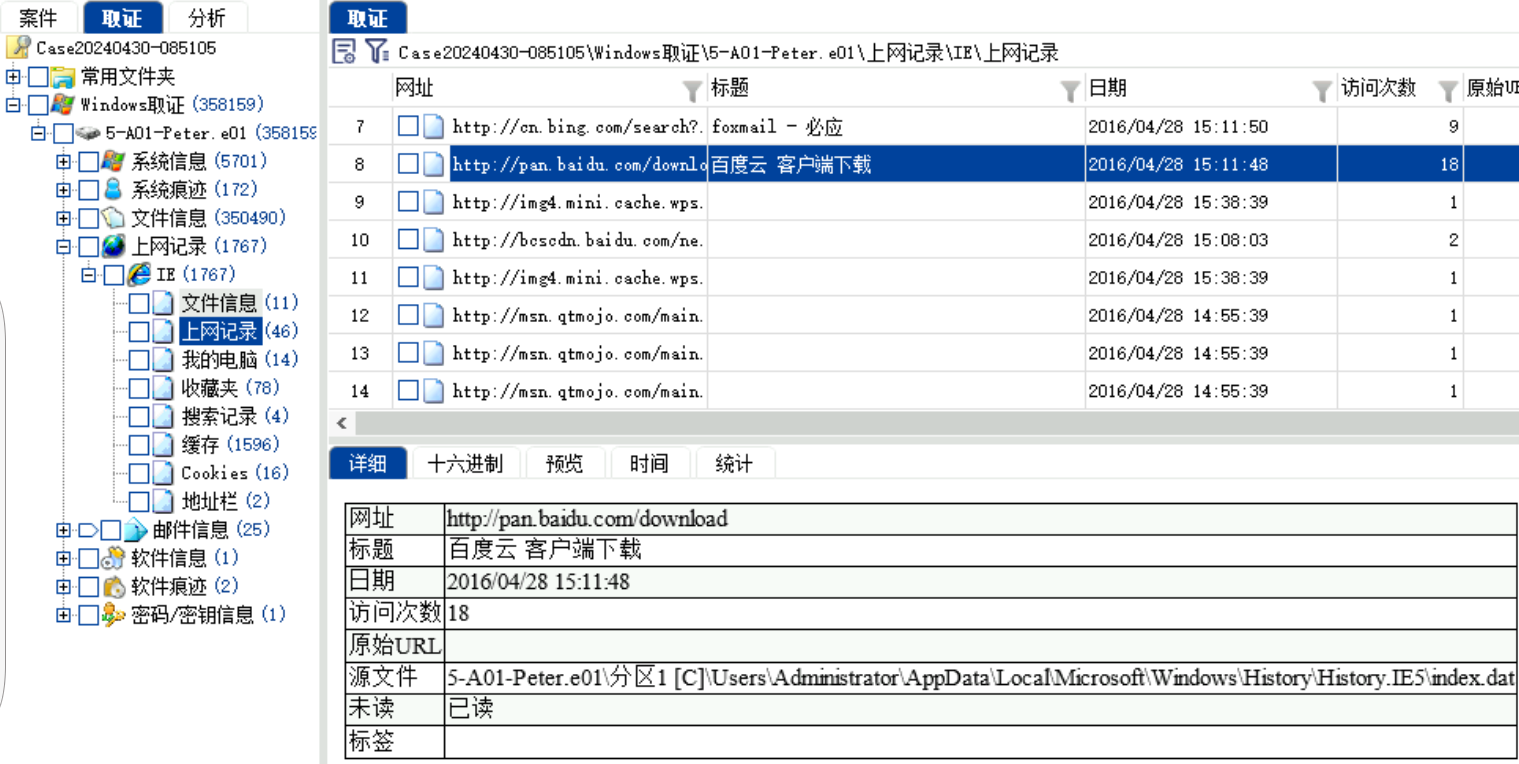 案件 取证 分析
Case20240430-085105
常用文件夹
Windows取证 (358159)
5-A01-Peter.e01 (358159
系统信息 (5701)
系统痕迹 (172)
文件信息 (350490)
上网记录 (1767)
IE (1767)
文件信息 (11)
上网记录 (46)
我的电脑 (14)
收藏夹 (78)
搜索记录 (4)
缓存 (1596)
Cookies (16)
地址栏 (2)
邮件信息 (25)
软件信息 (1)
软件痕迹 (2)
密码/密钥信息 (1)
取证
Case20240430-085105\Windows取证\5-A01-Peter.e01\上网记录\IE\上网记录
网址 标题 日期 访问次数 原始UR
7 http://cn.bing.com/search?. foxmail - 必应 2016/04/28 15:11:50 9
8 http://pan.baidu.com/downlo 百度云 客户端下载 2016/04/28 15:11:48 18
9 http://img4.mini.cache.wps. 2016/04/28 15:38:39 1
10 http://bcscdn.baidu.com/ne. 2016/04/28 15:08:03 2
11 http://img4.mini.cache.wps. 2016/04/28 15:38:39 1
12 http://msn.qtmojo.com/main. 2016/04/28 14:55:39 1
13 http://msn.qtmojo.com/main. 2016/04/28 14:55:39 1
14 http://msn.qtmojo.com/main. 2016/04/28 14:55:39 1
详细 十六进制 预览 时间 统计
网址 http://pan.baidu.com/download
标题 百度云 客户端下载
日期 2016/04/28 15:11:48
访问次数 18
原始URL
源文件 5-A01-Peter.e01\分区1 [C]\Users\Administrator\AppData\Local\Microsoft\Windows\History\History.IE5\index.dat
未读 已读
标签